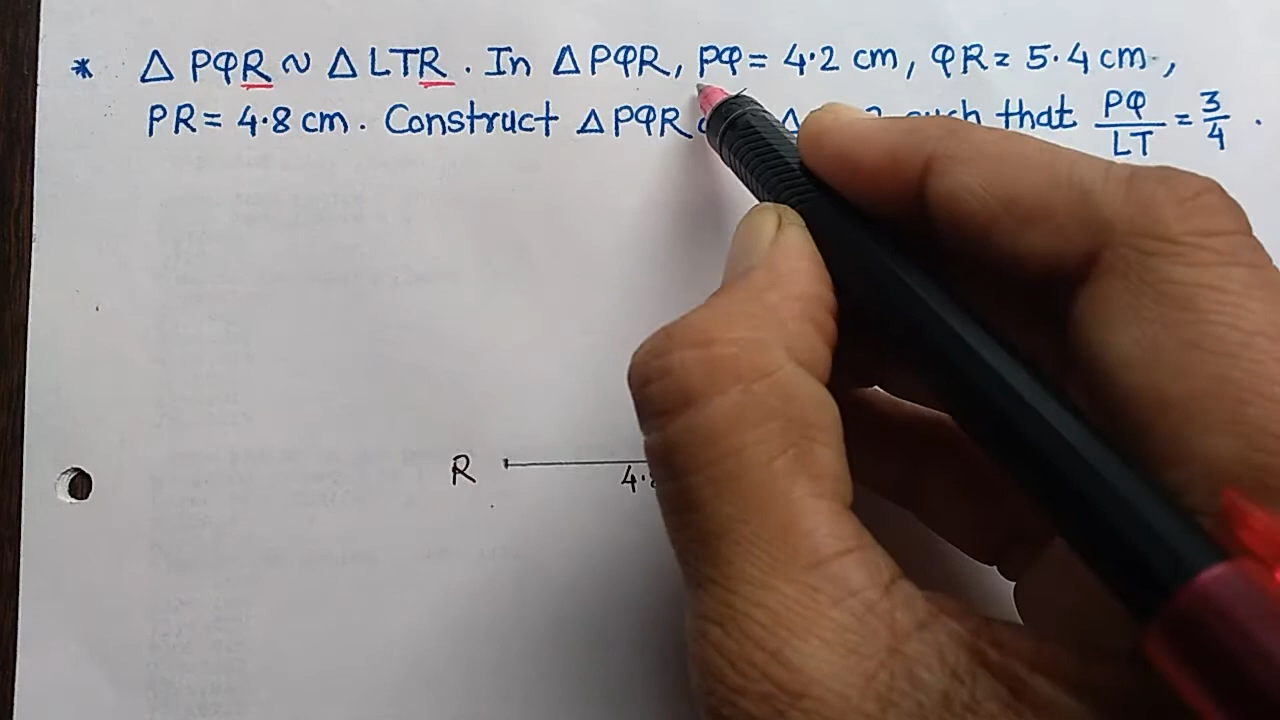 * △ PQR ~ △ LTR. In △PQR, PQ = 4.2 cm, QR = 5.4 cm,
PR = 4.8 cm. Construct △PQR △ such that PQ/LT = 3/4.
R
4.